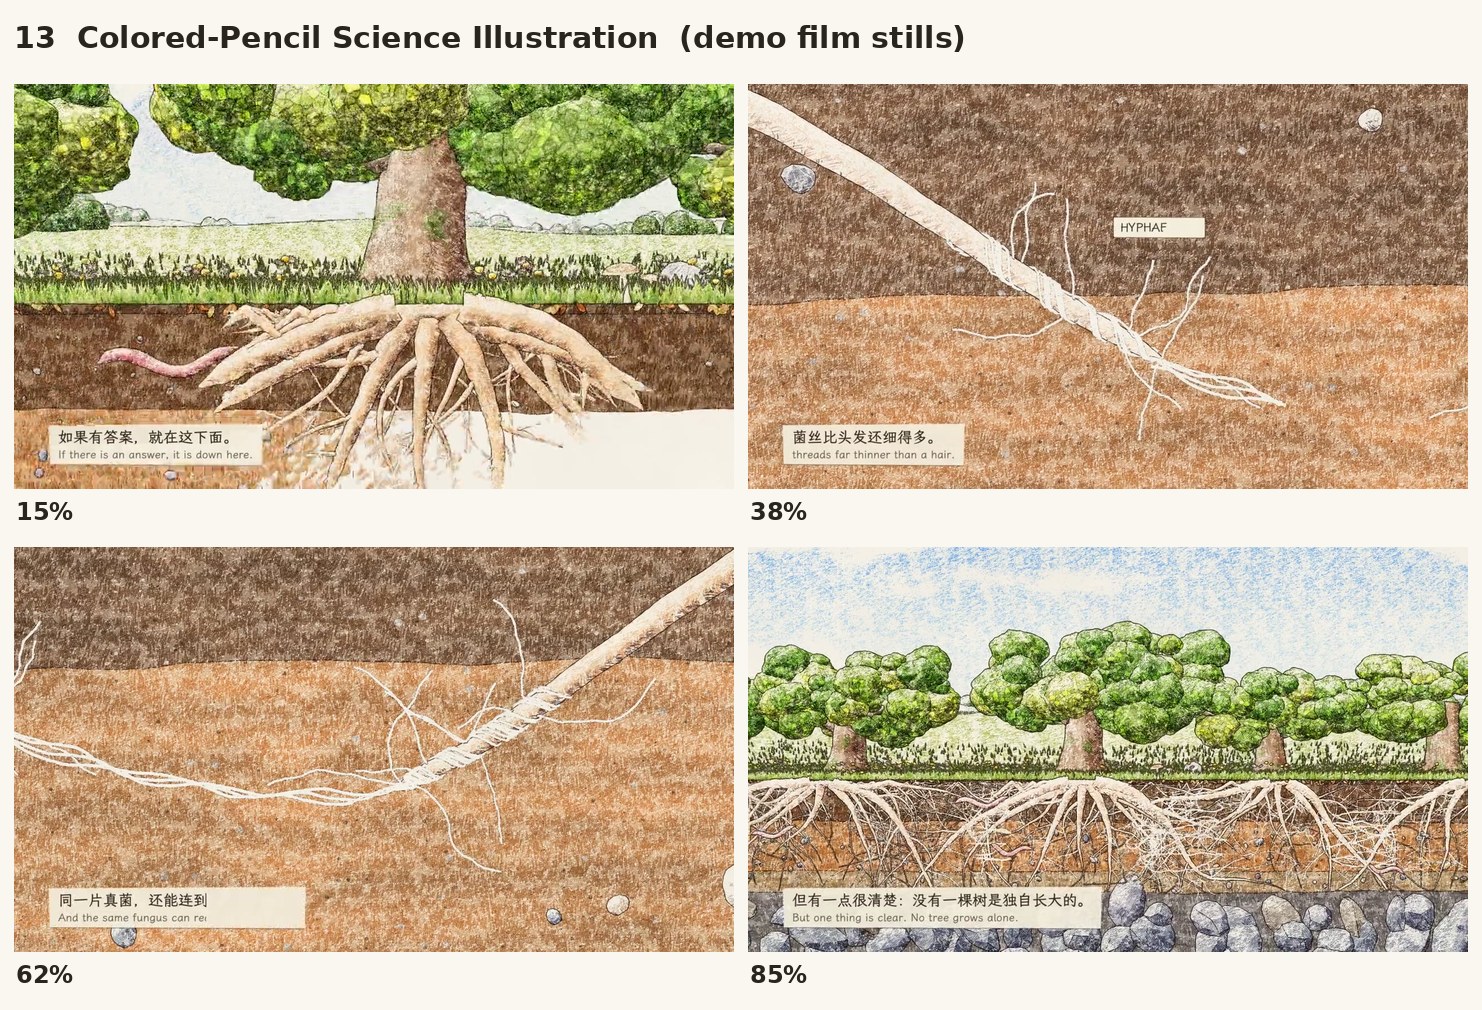 13 Colored-Pencil Science Illustration (demo film stills)
如果有答案，就在这下面。
If there is an answer, it is down here.
15%
HYPHAF
菌丝比头发还细得多。
threads far thinner than a hair.
38%
同一片真菌，还能连到
And the same fungus can re
62%
但有一点很清楚：没有一棵树是独自长大的。
But one thing is clear. No tree grows alone.
85%